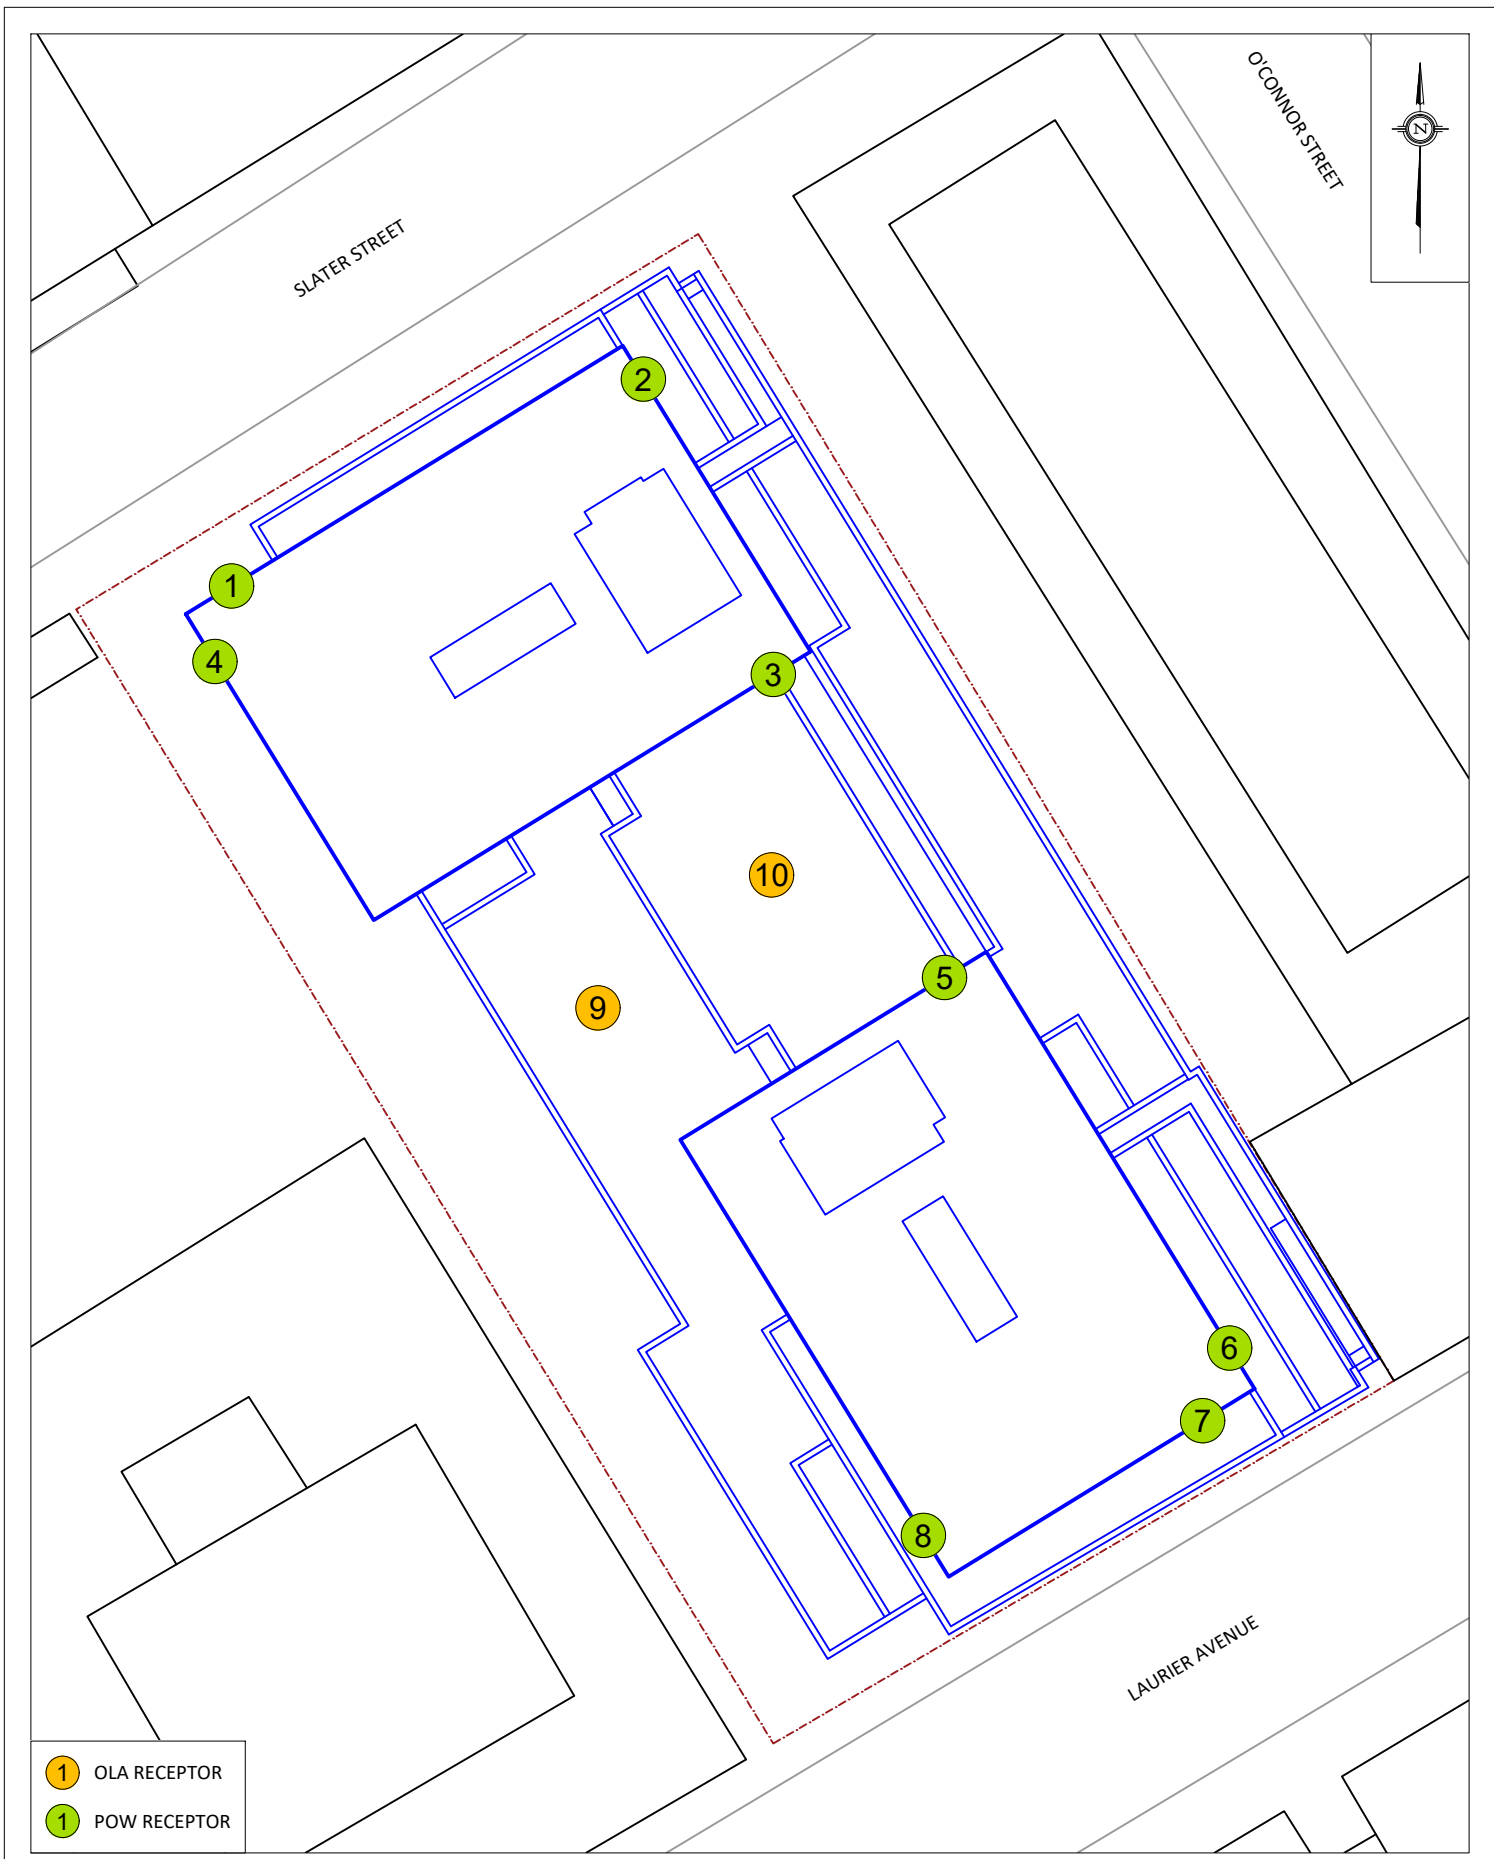 O'CONNOR STREET
N
SLATER STREET
2
1
4
3
10
5
9
6
7
8
LAURIER AVENUE
1 OLA RECEPTOR
1 POW RECEPTOR